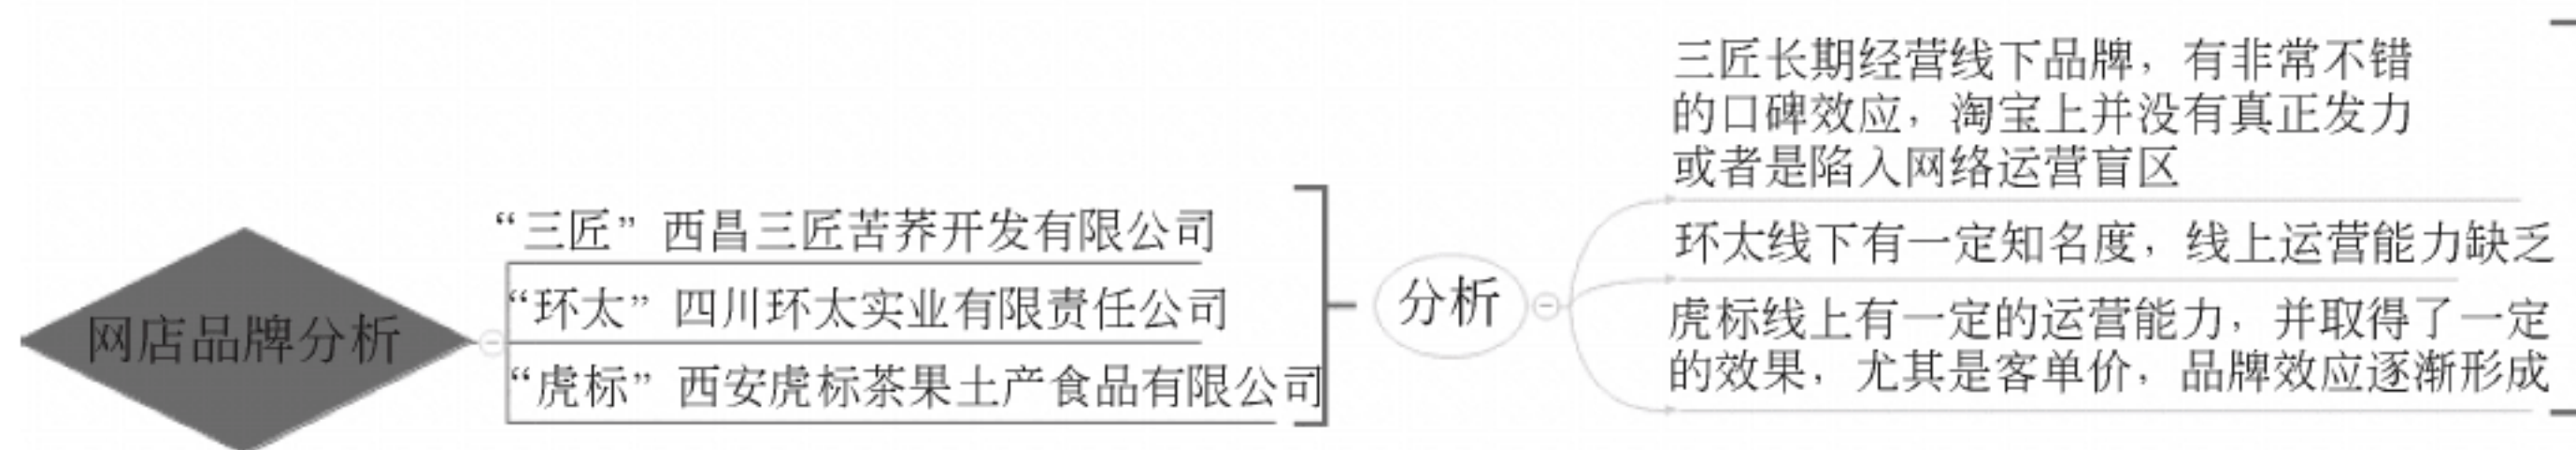 网店品牌分析
“三匠” 西昌三匠苦荞开发有限公司
“环太” 四川环太实业有限责任公司
“虎标” 西安虎标茶果土产食品有限公司
分析
三匠长期经营线下品牌，有非常不错
的口碑效应，淘宝上并没有真正发力
或者是陷入网络运营盲区
环太线下有一定知名度，线上运营能力缺乏
虎标线上有一定的运营能力，并取得了一定
的效果，尤其是客单价，品牌效应逐渐形成